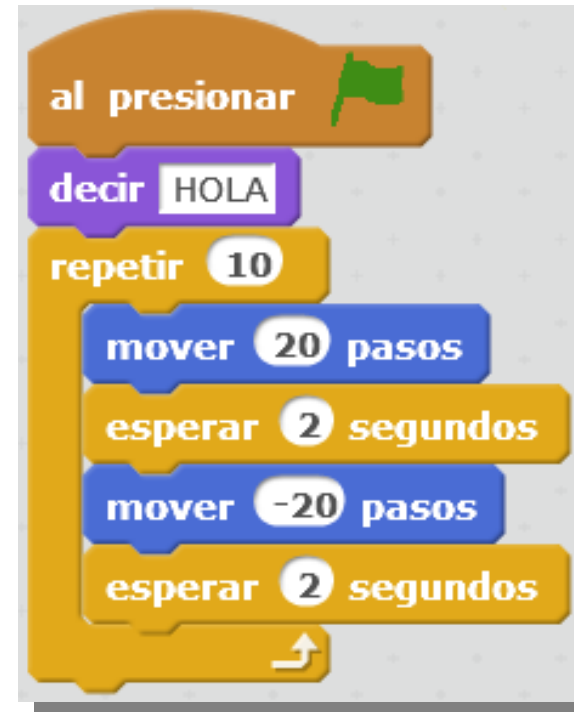 al presionar
decir HOLA
repetir 10
mover 20 pasos
esperar 2 segundos
mover -20 pasos
esperar 2 segundos